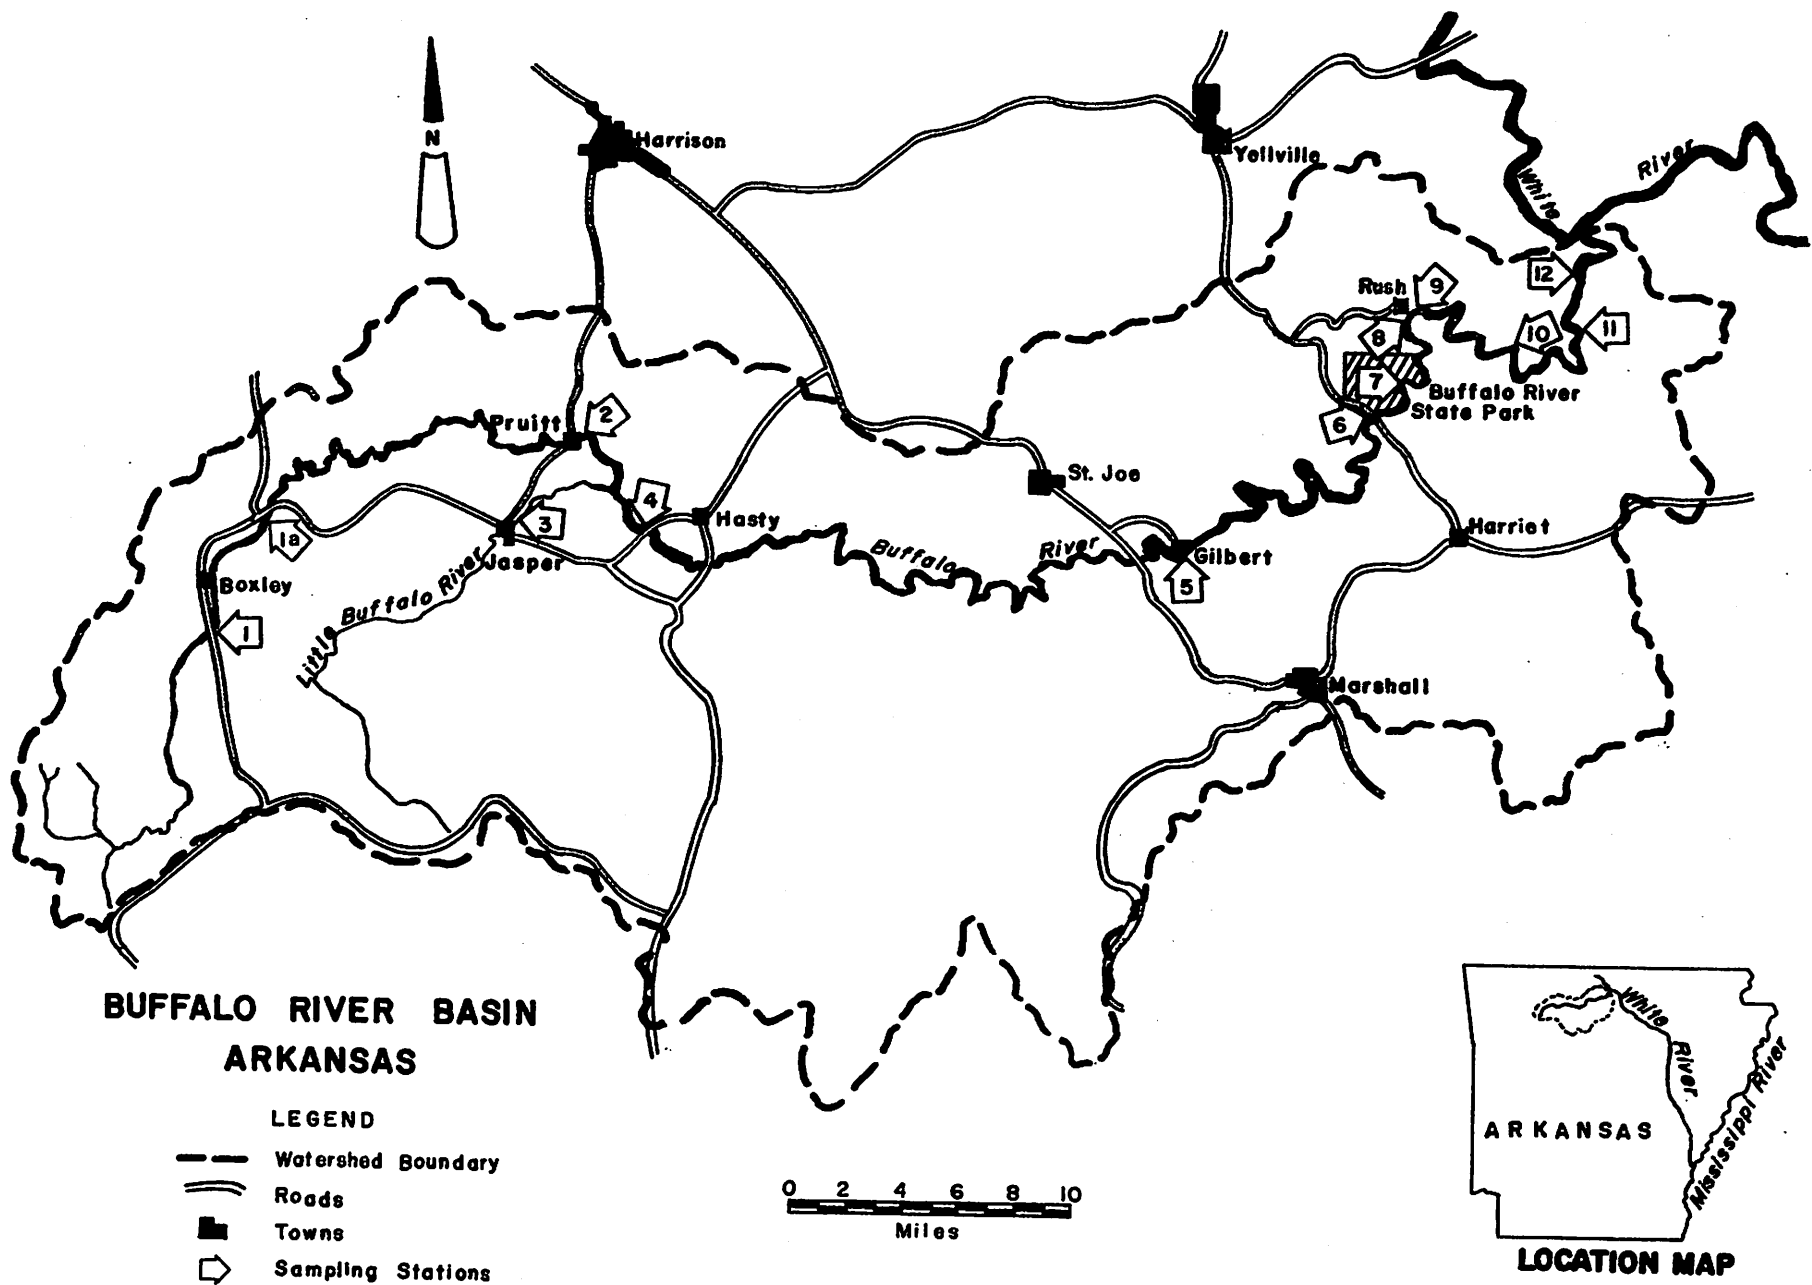 N
Harrison
Yellville
White
River
Rush
9
12
8
10
11
7
Buffalo River
State Park
6
Pruitt
2
St. Joe
4
Hasty
3
Jasper
1a
Harriet
Buffalo
River
Gilbert
5
Boxley
Little Buffalo River
1
Marshall
BUFFALO RIVER BASIN
ARKANSAS
LEGEND
Watershed Boundary
Roads
Towns
Sampling Stations
0 2 4 6 8 10
Miles
White
River
ARKANSAS
Mississippi River
LOCATION MAP